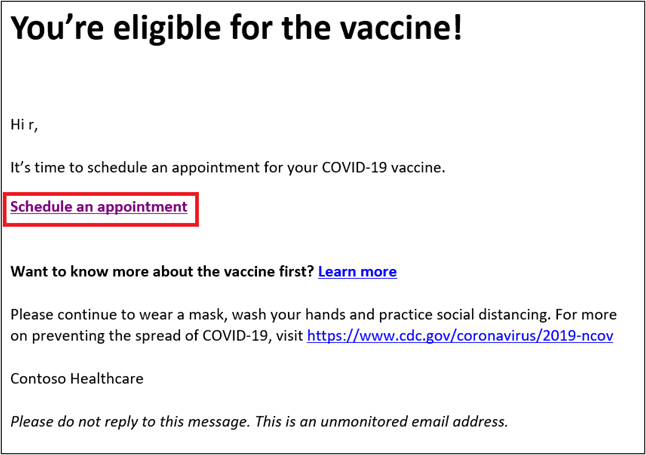 You’re eligible for the vaccine!
Hi r,
It’s time to schedule an appointment for your COVID-19 vaccine.
Schedule an appointment
Want to know more about the vaccine first? Learn more
Please continue to wear a mask, wash your hands and practice social distancing. For more
on preventing the spread of COVID-19, visit https://www.cdc.gov/coronavirus/2019-ncov
Contoso Healthcare
Please do not reply to this message. This is an unmonitored email address.